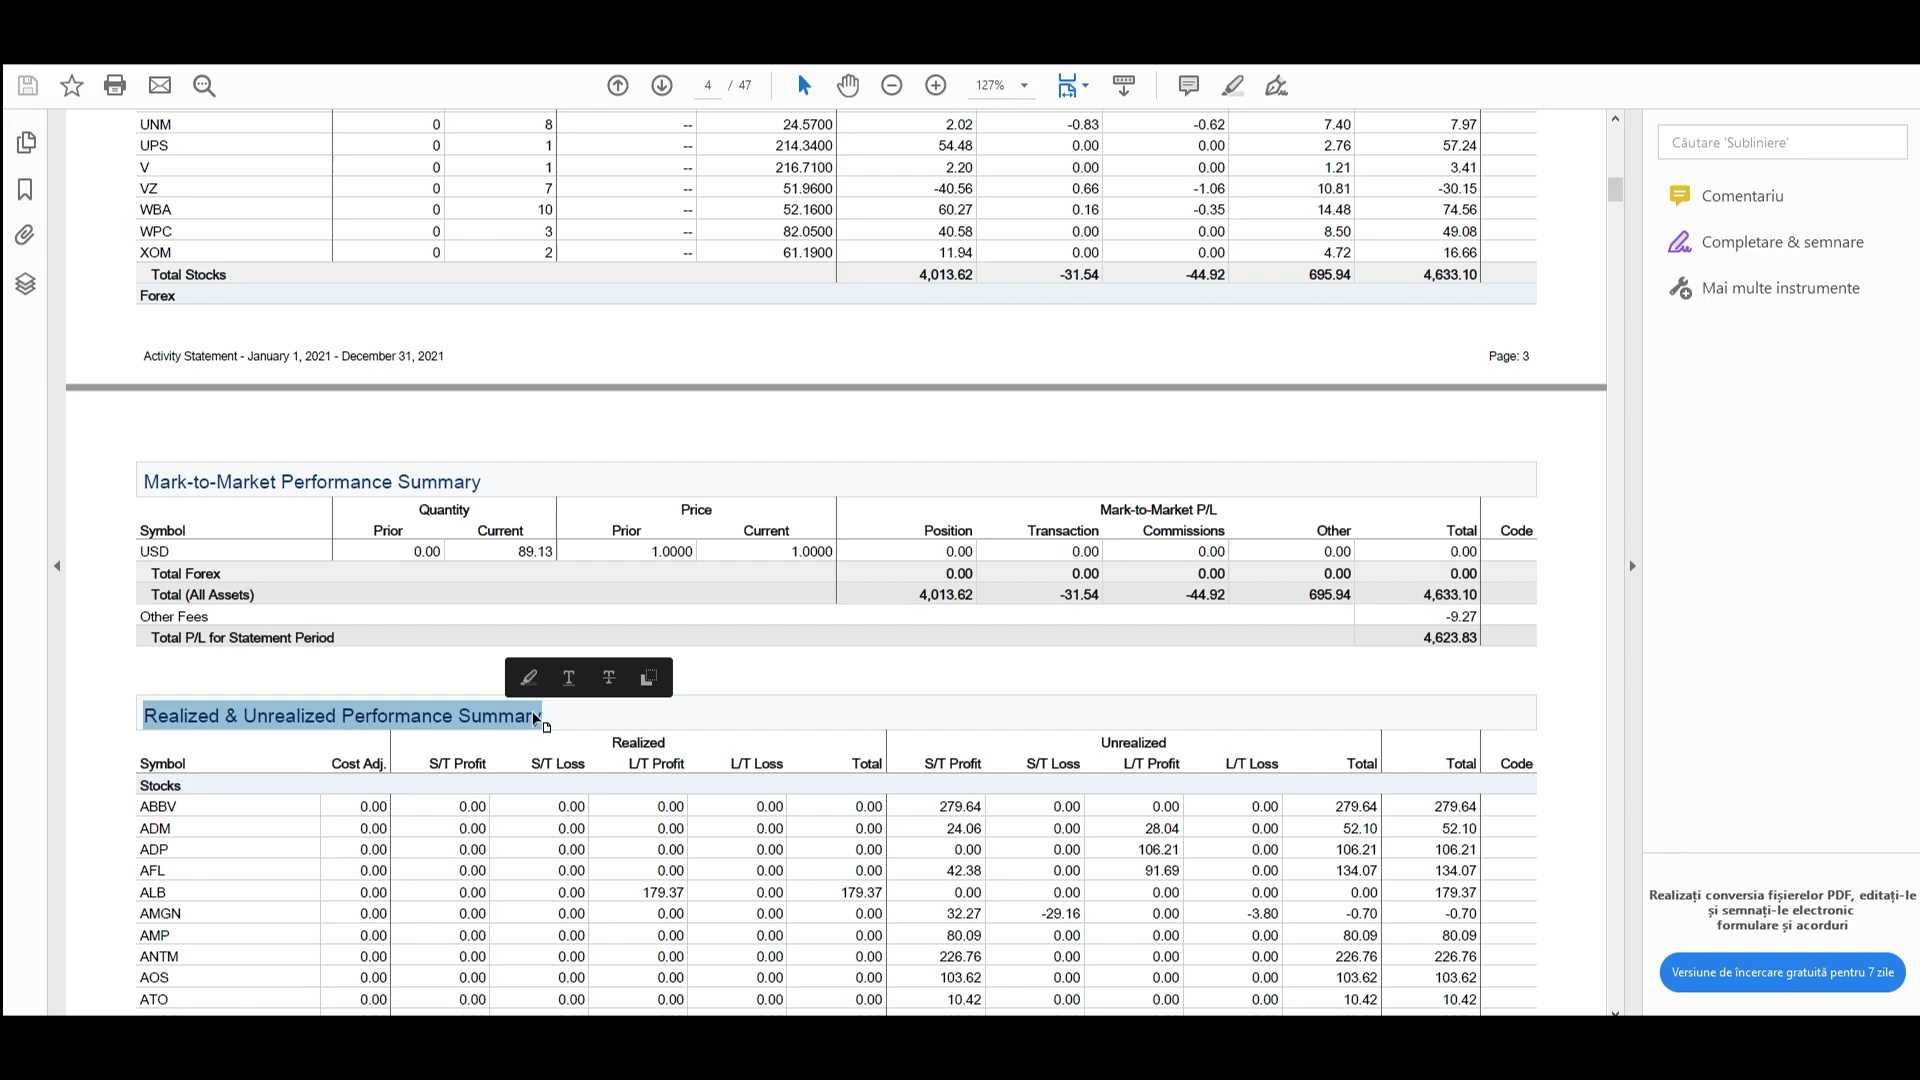 4 / 47 127%
UNM 0 8 -- 24.5700 2.02 -0.83 -0.62 7.40 7.97
UPS 0 1 -- 214.3400 54.48 0.00 0.00 2.76 57.24
V 0 1 -- 216.7100 2.20 0.00 0.00 1.21 3.41
VZ 0 7 -- 51.9600 -40.56 0.66 -1.06 10.81 -30.15
WBA 0 10 -- 52.1600 60.27 0.16 -0.35 14.48 74.56
WPC 0 3 -- 82.0500 40.58 0.00 0.00 8.50 49.08
XOM 0 2 -- 61.1900 11.94 0.00 0.00 4.72 16.66
Total Stocks 4,013.62 -31.54 -44.92 695.94 4,633.10
Forex
Activity Statement - January 1, 2021 - December 31, 2021 Page: 3
Mark-to-Market Performance Summary
Quantity Price Mark-to-Market P/L
Symbol Prior Current Prior Current Position Transaction Commissions Other Total Code
USD 0.00 89.13 1.0000 1.0000 0.00 0.00 0.00 0.00 0.00
Total Forex 0.00 0.00 0.00 0.00 0.00
Total (All Assets) 4,013.62 -31.54 -44.92 695.94 4,633.10
Other Fees -9.27
Total P/L for Statement Period 4,623.83
Realized & Unrealized Performance Summary
Realized Unrealized
Symbol Cost Adj. S/T Profit S/T Loss L/T Profit L/T Loss Total S/T Profit S/T Loss L/T Profit L/T Loss Total Total Code
Stocks
ABBV 0.00 0.00 0.00 0.00 0.00 0.00 279.64 0.00 0.00 0.00 279.64 279.64
ADM 0.00 0.00 0.00 0.00 0.00 0.00 24.06 0.00 28.04 0.00 52.10 52.10
ADP 0.00 0.00 0.00 0.00 0.00 0.00 0.00 0.00 106.21 0.00 106.21 106.21
AFL 0.00 0.00 0.00 0.00 0.00 0.00 42.38 0.00 91.69 0.00 134.07 134.07
ALB 0.00 0.00 0.00 179.37 0.00 179.37 0.00 0.00 0.00 0.00 0.00 179.37
AMGN 0.00 0.00 0.00 0.00 0.00 0.00 32.27 -29.16 0.00 -3.80 -0.70 -0.70
AMP 0.00 0.00 0.00 0.00 0.00 0.00 80.09 0.00 0.00 0.00 80.09 80.09
ANTM 0.00 0.00 0.00 0.00 0.00 0.00 226.76 0.00 0.00 0.00 226.76 226.76
AOS 0.00 0.00 0.00 0.00 0.00 0.00 103.62 0.00 0.00 0.00 103.62 103.62
ATO 0.00 0.00 0.00 0.00 0.00 0.00 10.42 0.00 0.00 0.00 10.42 10.42
Căutare 'Subliniere'
Comentariu
Completare & semnare
Mai multe instrumente
Realizați conversia fișierelor PDF, editați-le
și semnați-le electronic
formulare și acorduri
Versiune de încercare gratuită pentru 7 zile